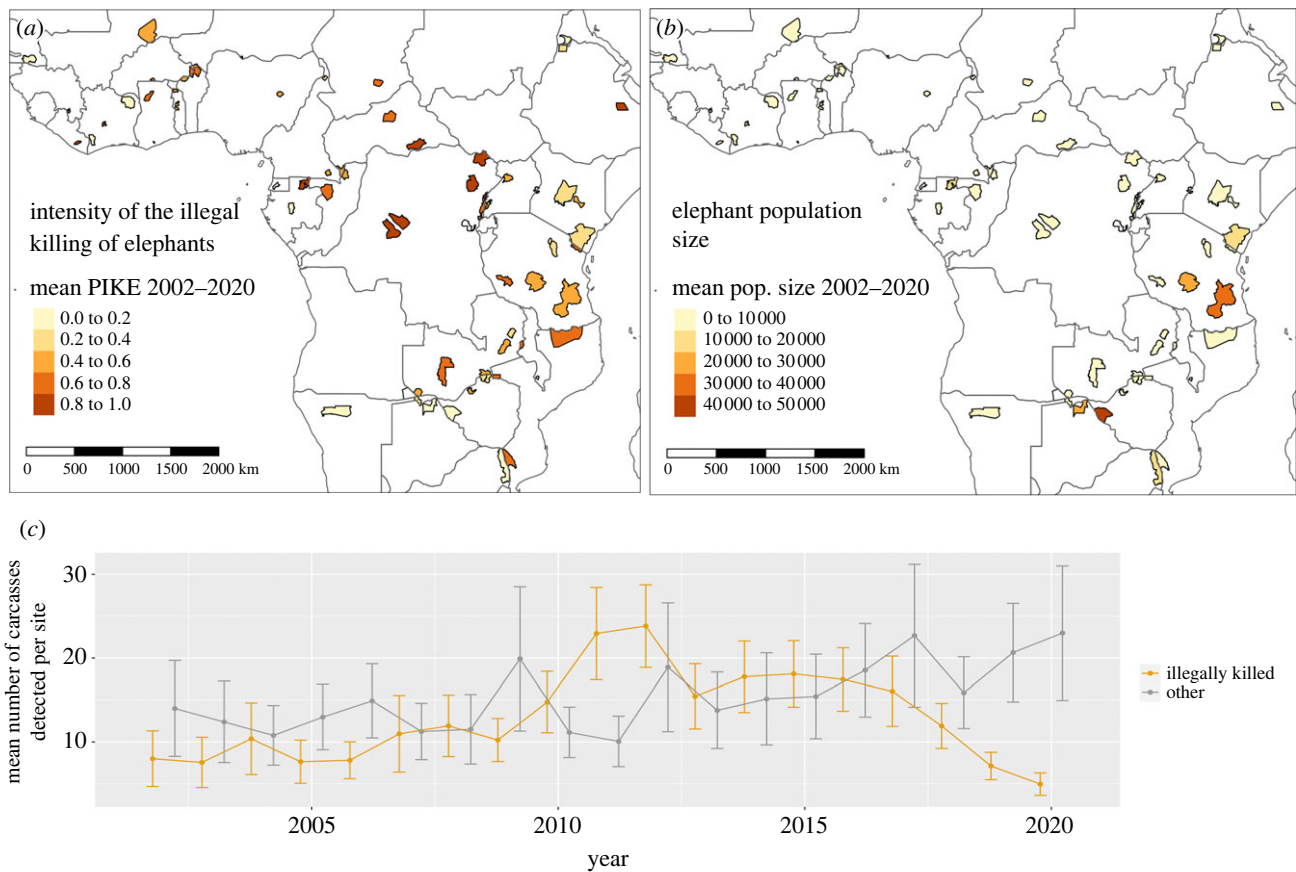 (a)
intensity of the illegal
killing of elephants
mean PIKE 2002–2020
0.0 to 0.2
0.2 to 0.4
0.4 to 0.6
0.6 to 0.8
0.8 to 1.0
0 500 1000 1500 2000 km
(b)
elephant population
size
mean pop. size 2002–2020
0 to 10 000
10 000 to 20 000
20 000 to 30 000
30 000 to 40 000
40 000 to 50 000
0 500 1000 1500 2000 km
(c)
mean number of carcasses
detected per site
30
20
10
2005 2010 2015 2020
year
illegally killed
other